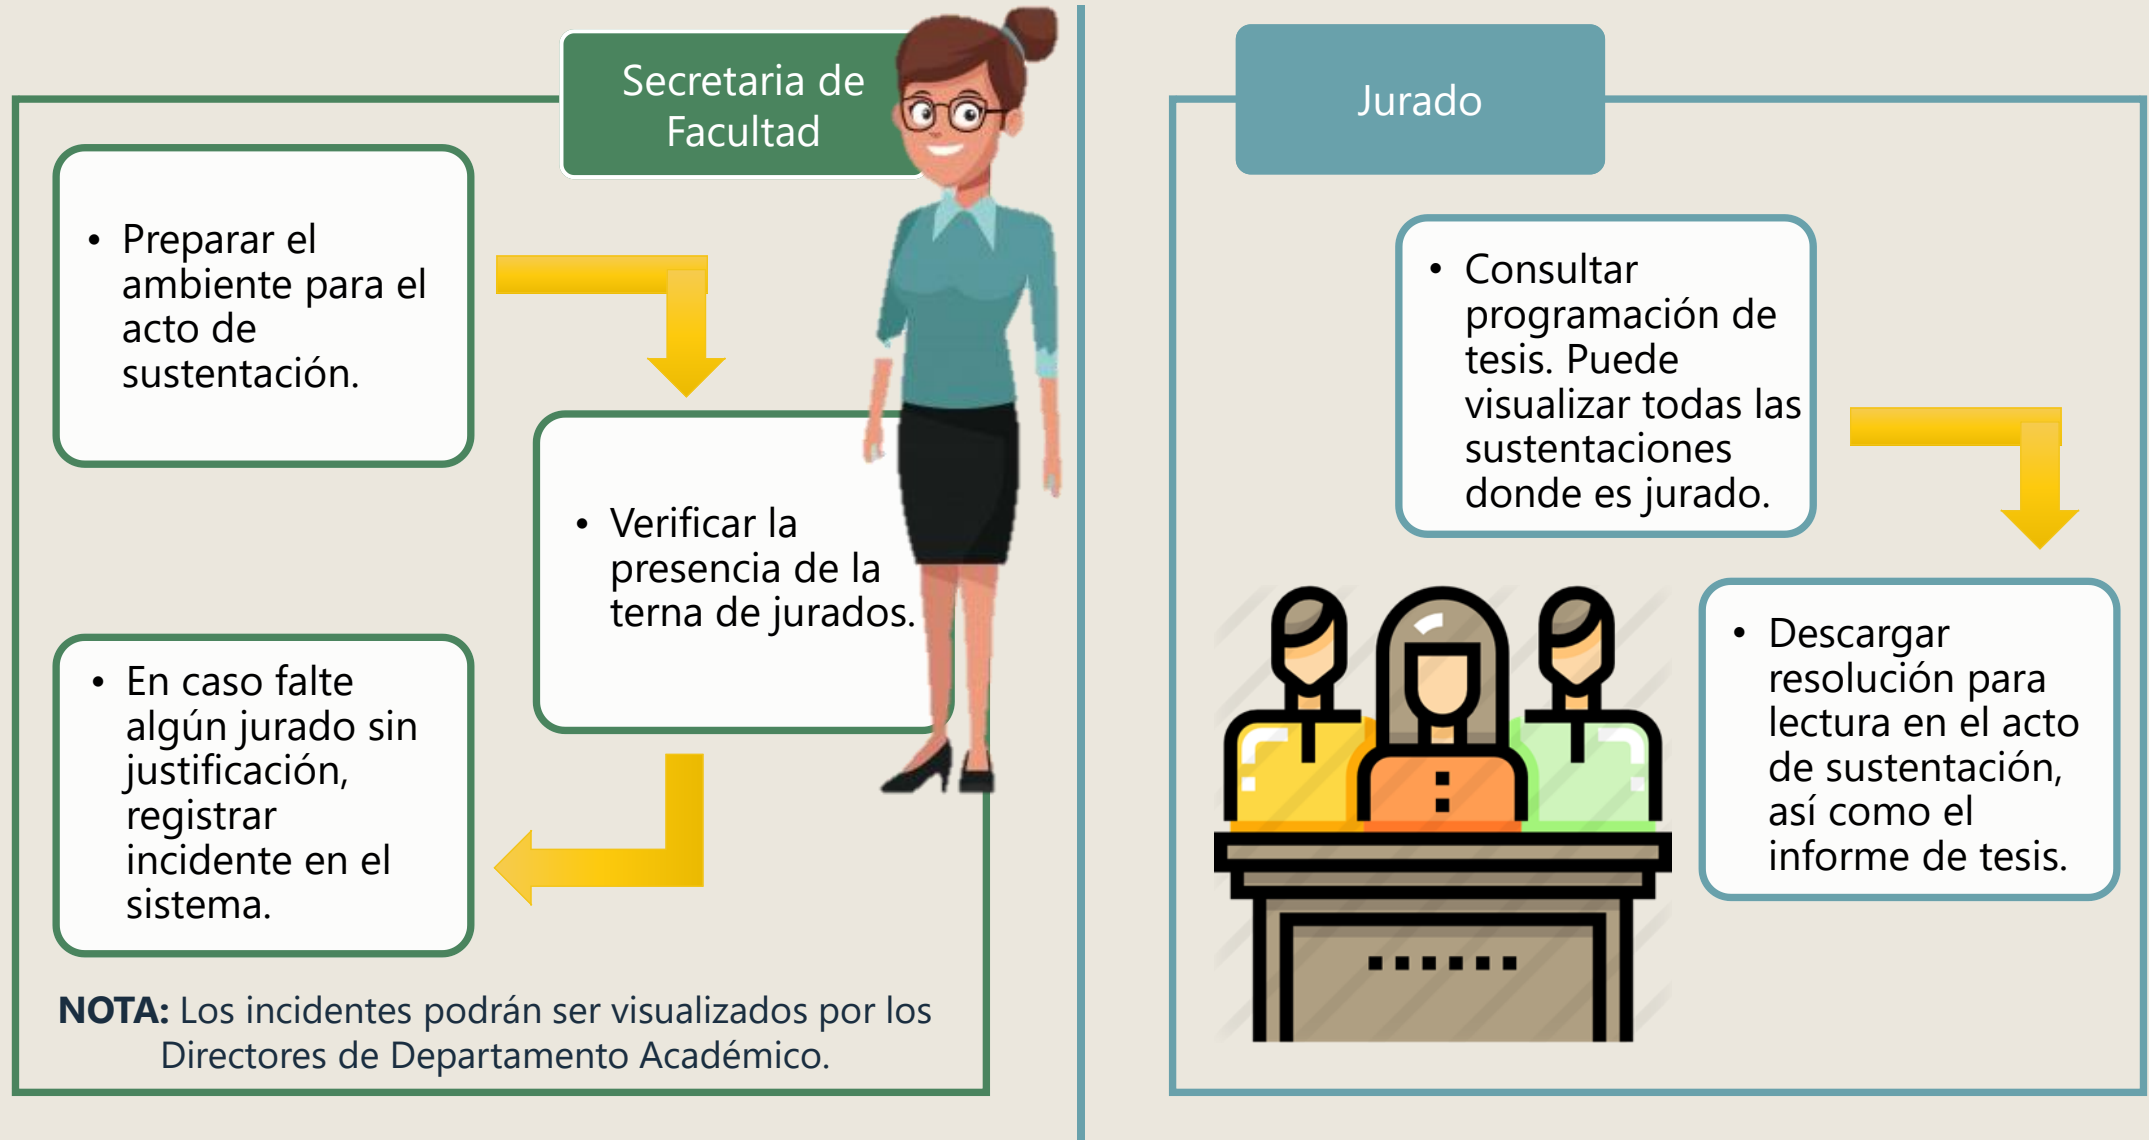 Secretaria de
Facultad
• Preparar el
ambiente para el
acto de
sustentación.
• Verificar la
presencia de la
terna de jurados.
• En caso falte
algún jurado sin
justificación,
registrar
incidente en el
sistema.
NOTA: Los incidentes podrán ser visualizados por los
Directores de Departamento Académico.
Jurado
• Consultar
programación de
tesis. Puede
visualizar todas las
sustentaciones
donde es jurado.
• Descargar
resolución para
lectura en el acto
de sustentación,
así como el
informe de tesis.